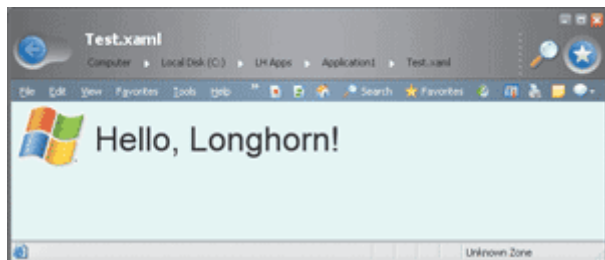 Test.xaml
Computer Local Disk (C:) LH Apps Application1 Test.xaml
File Edit View Favorites Tools Help " Search Favorites
Hello, Longhorn!
Unknown Zone